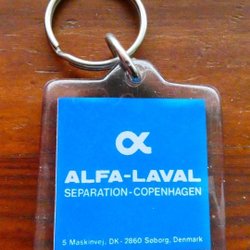 ALFA-LAVAL
SEPARATION-COPENHAGEN
5 Maskinvej, DK - 2860 Søborg, Denmark